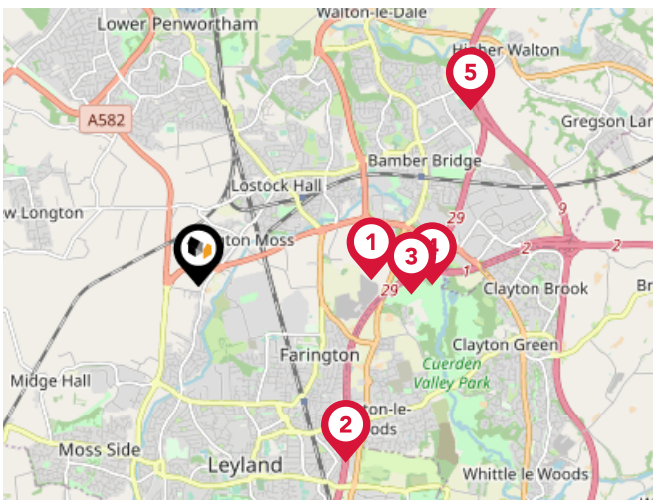 Walton-le-Dale
Lower Penwortham
Higher Walton
5
A582
Gregson Lar
Bamber Bridge
Lostock Hall
w Longton
29
9
ton Moss
1
3
4
2
2
1
29
Clayton Brook
Br
Farington
Clayton Green
Cuerden
Valley Park
Midge Hall
2
ton-le-
oods
Moss Side
Leyland
Whittle le Woods